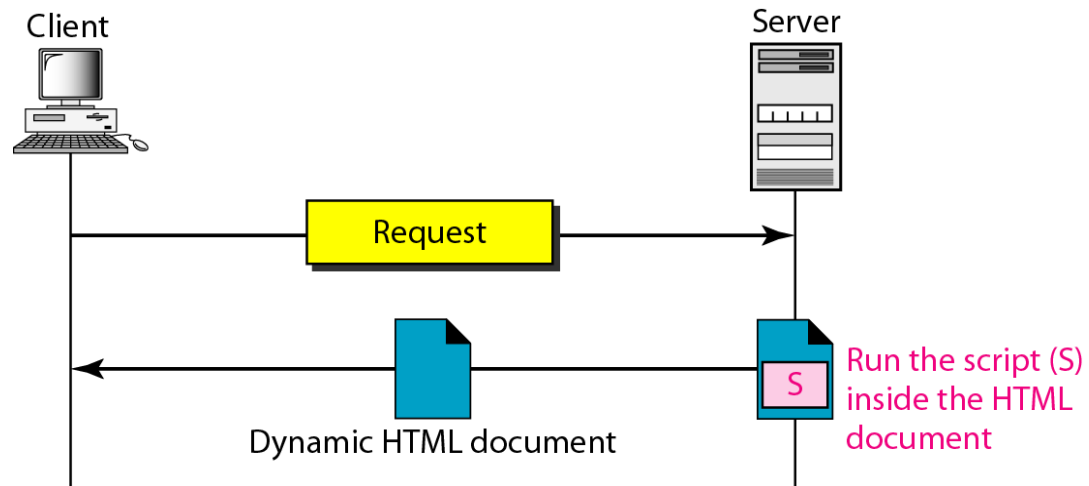 Client
Server
Request
S
Run the script (S)
inside the HTML
document
Dynamic HTML document